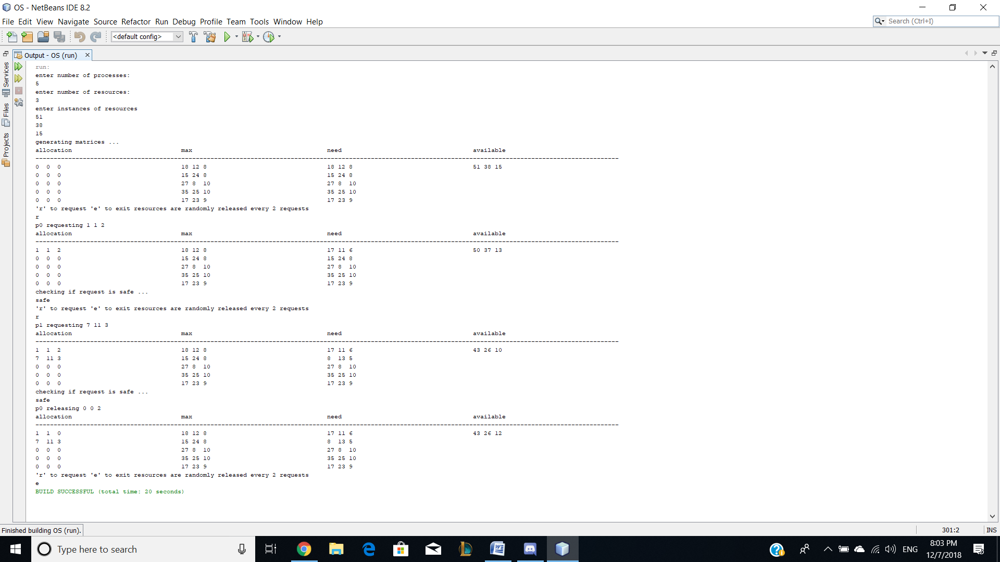 OS - NetBeans IDE 8.2
File Edit View Navigate Source Refactor Run Debug Profile Team Tools Window Help
Search (Ctrl+I)
<default config>
Output - OS (run)
Services
Files
Projects
run:
enter number of processes:
5
enter number of resources:
3
enter instances of resources
51
38
15
generating matrices ...
allocation max need available
----------------------------------------------------------------------------------------------------------------------------------------------------------------
0 0 0 18 12 8 18 12 8 51 38 15
0 0 0 15 24 8 15 24 8
0 0 0 27 8 10 27 8 10
0 0 0 35 25 10 35 25 10
0 0 0 17 23 9 17 23 9
'r' to request 'e' to exit resources are randomly released every 2 requests
r
p0 requesting 1 1 2
allocation max need available
----------------------------------------------------------------------------------------------------------------------------------------------------------------
1 1 2 18 12 8 17 11 6 50 37 13
0 0 0 15 24 8 15 24 8
0 0 0 27 8 10 27 8 10
0 0 0 35 25 10 35 25 10
0 0 0 17 23 9 17 23 9
checking if request is safe ...
safe
'r' to request 'e' to exit resources are randomly released every 2 requests
r
p1 requesting 7 11 3
allocation max need available
----------------------------------------------------------------------------------------------------------------------------------------------------------------
1 1 2 18 12 8 17 11 6 43 26 10
7 11 3 15 24 8 8 13 5
0 0 0 27 8 10 27 8 10
0 0 0 35 25 10 35 25 10
0 0 0 17 23 9 17 23 9
checking if request is safe ...
safe
p0 releasing 0 0 2
allocation max need available
----------------------------------------------------------------------------------------------------------------------------------------------------------------
1 1 0 18 12 8 17 11 6 43 26 12
7 11 3 15 24 8 8 13 5
0 0 0 27 8 10 27 8 10
0 0 0 35 25 10 35 25 10
0 0 0 17 23 9 17 23 9
'r' to request 'e' to exit resources are randomly released every 2 requests
e
BUILD SUCCESSFUL (total time: 20 seconds)
Finished building OS (run).
301:2 INS
Type here to search
ENG
8:03 PM
12/7/2018